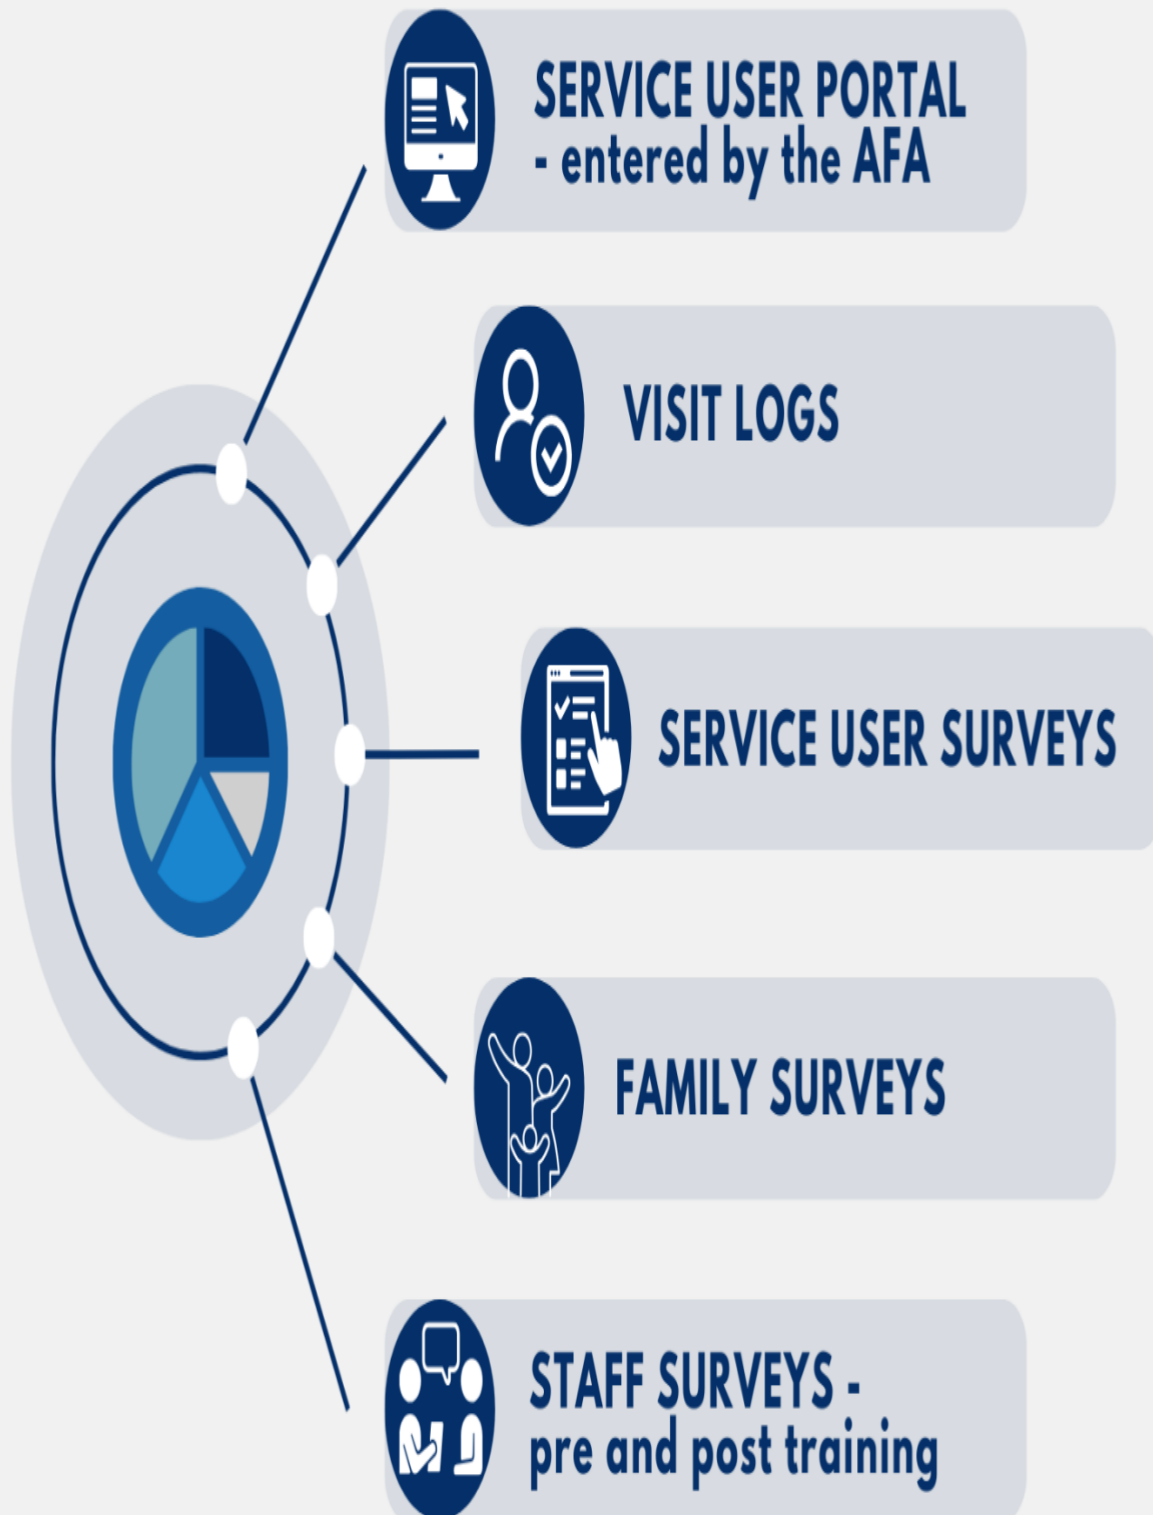 SERVICE USER PORTAL
- entered by the AFA
VISIT LOGS
SERVICE USER SURVEYS
FAMILY SURVEYS
STAFF SURVEYS -
pre and post training